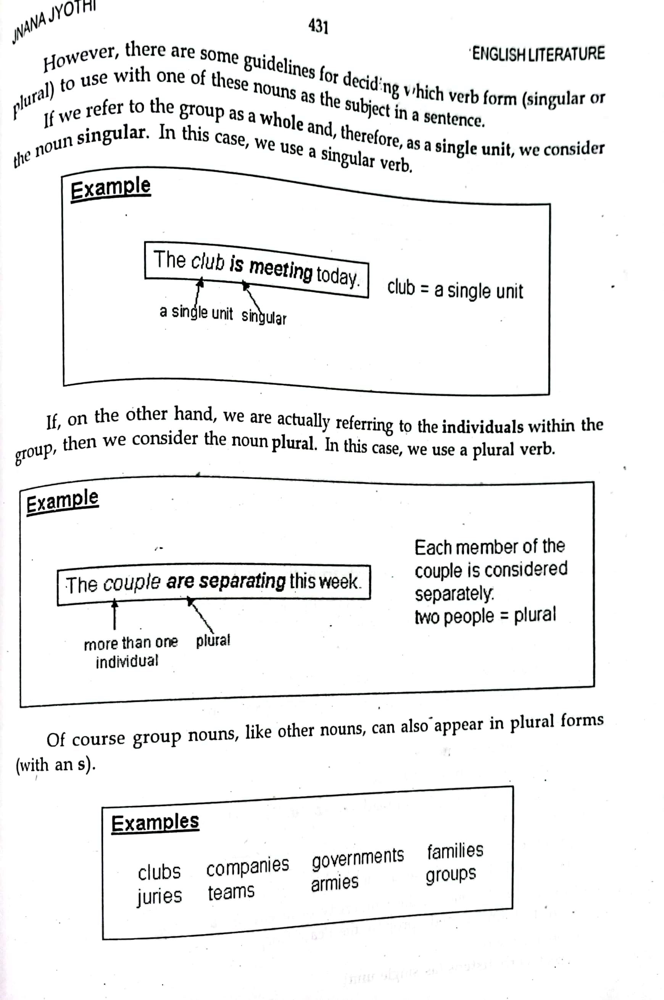 JNANA JYOTHI
431
ENGLISH LITERATURE
However, there are some guidelines for deciding which verb form (singular or
plural) to use with one of these nouns as the subject in a sentence.
If we refer to the group as a whole and, therefore, as a single unit, we consider
the noun singular. In this case, we use a singular verb.
Example
The club is meeting today.
club = a single unit
a single unit singular
If, on the other hand, we are actually referring to the individuals within the
group, then we consider the noun plural. In this case, we use a plural verb.
Example
The couple are separating this week.
more than one plural
individual
Each member of the
couple is considered
separately:
two people = plural
Of course group nouns, like other nouns, can also appear in plural forms
(with an s).
Examples
clubs companies governments families
juries teams armies groups